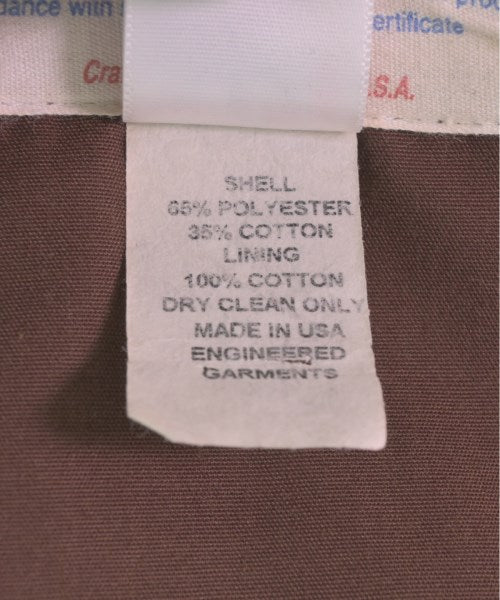 dance with
ertificate
S.A.
SHELL
65% POLYESTER
35% COTTON
LINING
100% COTTON
DRY CLEAN ONLY
MADE IN USA
ENGINEERED
GARMENTS